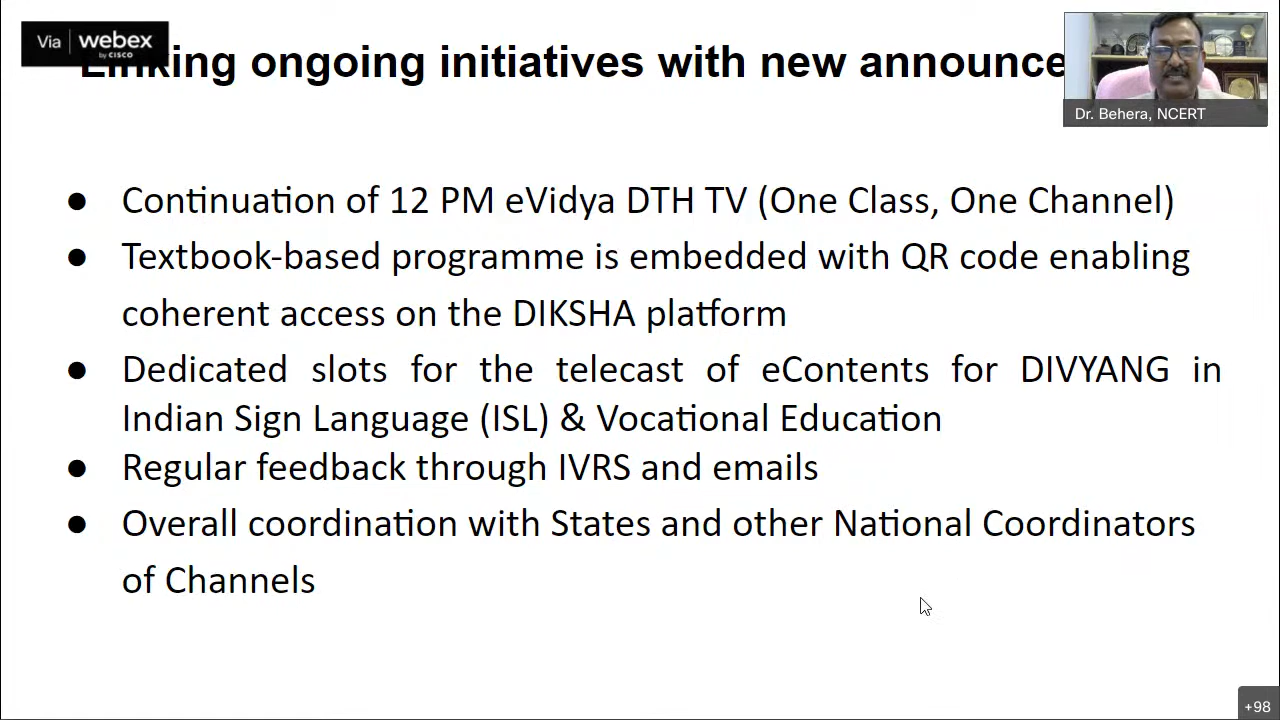 Via webex
by CISCO
Linking ongoing initiatives with new announce
Dr. Behera, NCERT
● Continuation of 12 PM eVidya DTH TV (One Class, One Channel)
● Textbook-based programme is embedded with QR code enabling
coherent access on the DIKSHA platform
● Dedicated slots for the telecast of eContents for DIVYANG in
Indian Sign Language (ISL) & Vocational Education
● Regular feedback through IVRS and emails
● Overall coordination with States and other National Coordinators
of Channels
+98